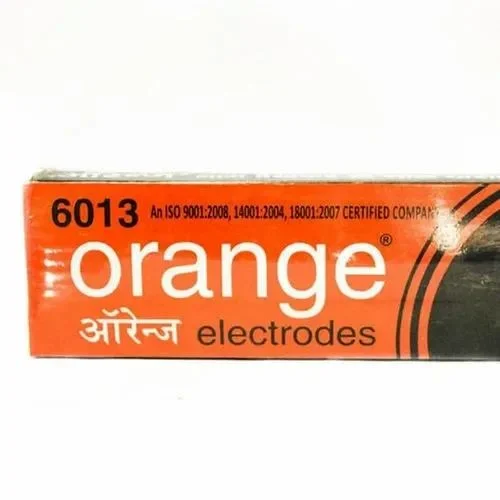 6013 An ISO 9001:2008, 14001:2004, 18001:2007 CERTIFIED COMPANY
orange®
ऑरेन्ज electrodes